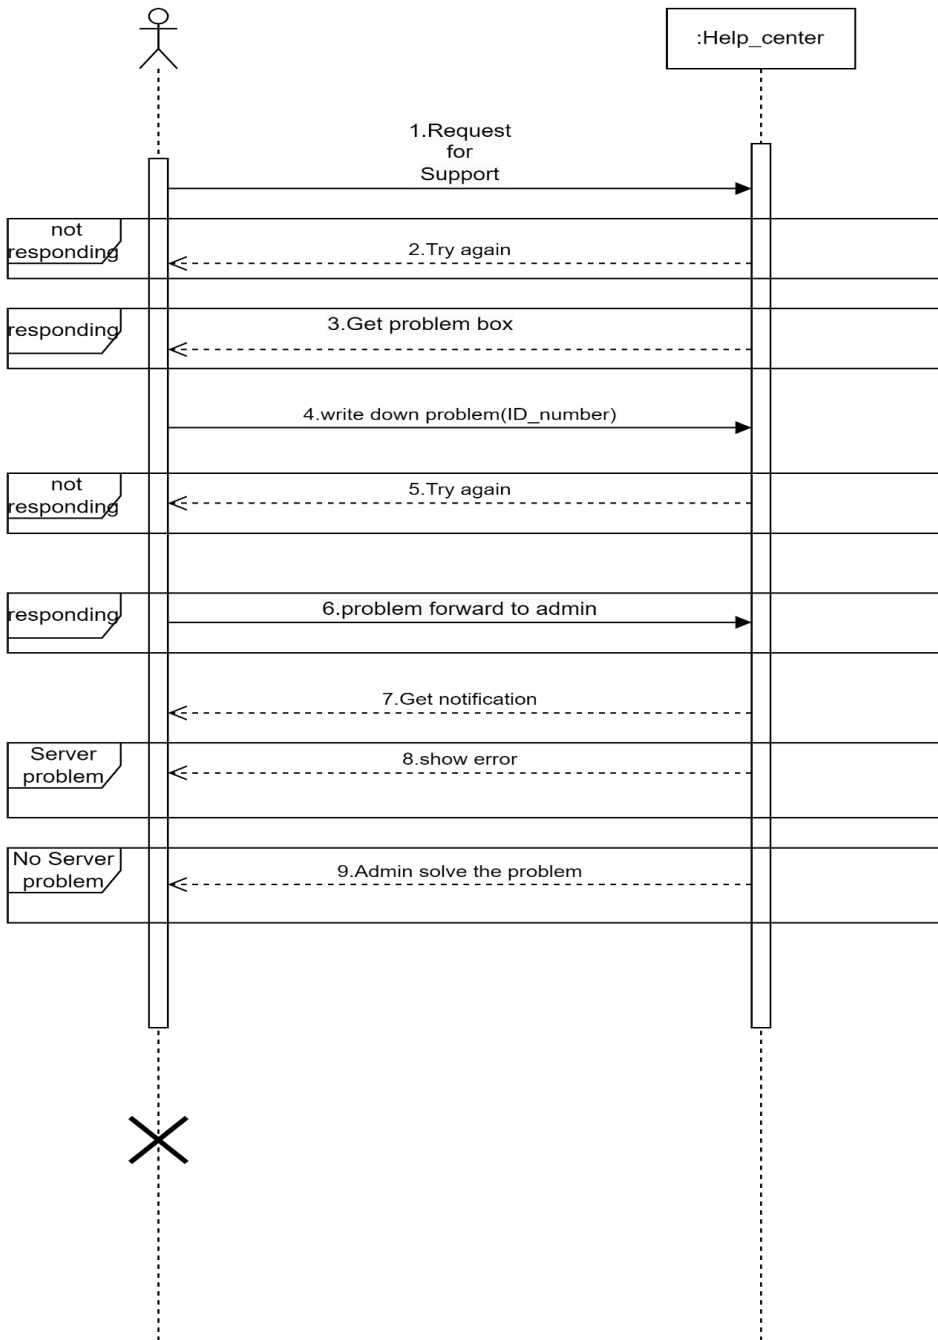 :Help_center
1.Request
for
Support
not
responding
2.Try again
responding
3.Get problem box
4.write down problem(ID_number)
not
responding
5.Try again
responding
6.problem forward to admin
7.Get notification
Server
problem
8.show error
No Server
problem
9.Admin solve the problem